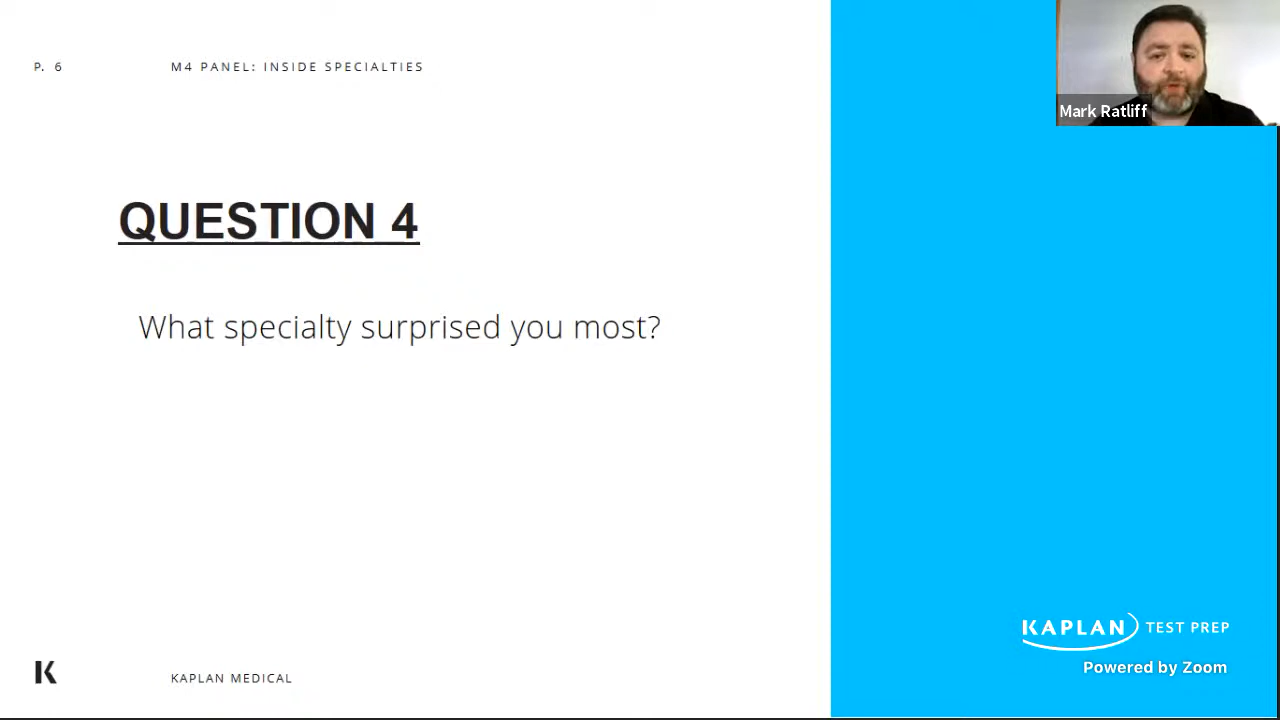 P. 6 M4 PANEL: INSIDE SPECIALTIES
Mark Ratliff
QUESTION 4
What specialty surprised you most?
KAPLAN TEST PREP
Powered by Zoom
K KAPLAN MEDICAL